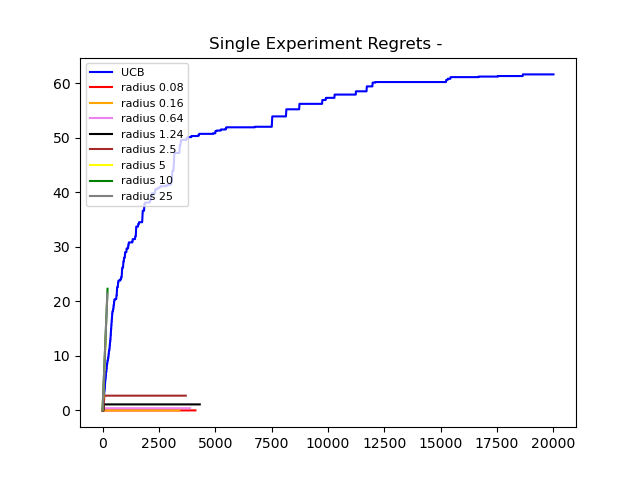 Single Experiment Regrets -
UCB
radius 0.08
radius 0.16
radius 0.64
radius 1.24
radius 2.5
radius 5
radius 10
radius 25
60
50
40
30
20
10
0
0 2500 5000 7500 10000 12500 15000 17500 20000